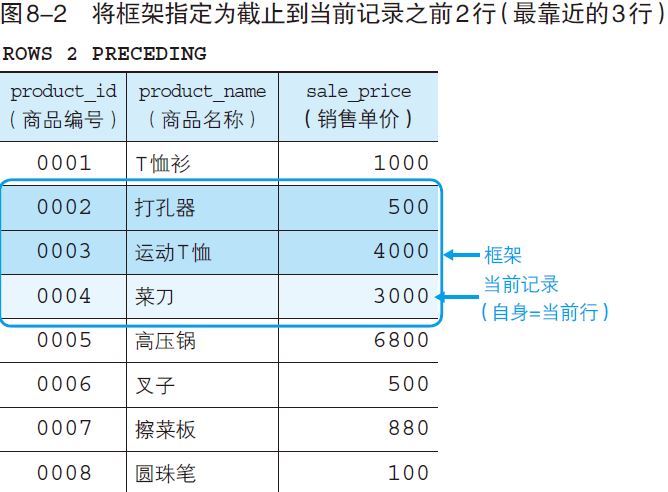 图8-2 将框架指定为截止到当前记录之前2行(最靠近的3行)
ROWS 2 PRECEDING
product_id product_name sale_price
(商品编号) (商品名称) (销售单价)
0001 T恤衫 1000
0002 打孔器 500
0003 运动T恤 4000
框架
0004 菜刀 3000
当前记录
(自身=当前行)
0005 高压锅 6800
0006 叉子 500
0007 擦菜板 880
0008 圆珠笔 100